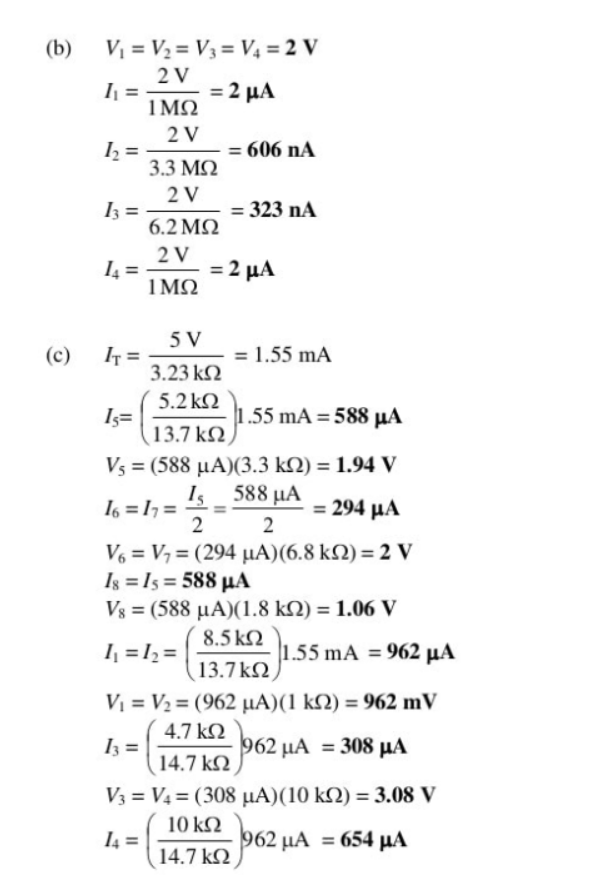 (b) V₁ = V₂ = V₃ = V₄ = 2 V
I₁ = 2 V / 1 MΩ = 2 μA
I₂ = 2 V / 3.3 MΩ = 606 nA
I₃ = 2 V / 6.2 MΩ = 323 nA
I₄ = 2 V / 1 MΩ = 2 μA
(c) I_T = 5 V / 3.23 kΩ = 1.55 mA
I₅= (5.2 kΩ / 13.7 kΩ)1.55 mA = 588 μA
V₅ = (588 μA)(3.3 kΩ) = 1.94 V
I₆ = I₇ = I₅ / 2 = 588 μA / 2 = 294 μA
V₆ = V₇ = (294 μA)(6.8 kΩ) = 2 V
I₈ = I₅ = 588 μA
V₈ = (588 μA)(1.8 kΩ) = 1.06 V
I₁ = I₂ = (8.5 kΩ / 13.7 kΩ)1.55 mA = 962 μA
V₁ = V₂ = (962 μA)(1 kΩ) = 962 mV
I₃ = (4.7 kΩ / 14.7 kΩ)962 μA = 308 μA
V₃ = V₄ = (308 μA)(10 kΩ) = 3.08 V
I₄ = (10 kΩ / 14.7 kΩ)962 μA = 654 μA